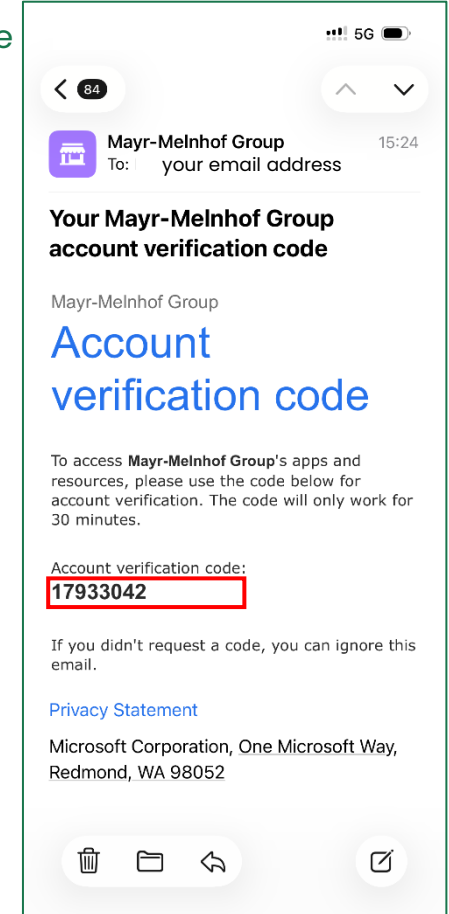 e
5G
84
Mayr-Melnhof Group 15:24
To: your email address
Your Mayr-Melnhof Group
account verification code
Mayr-Melnhof Group
Account
verification code
To access Mayr-Melnhof Group's apps and
resources, please use the code below for
account verification. The code will only work for
30 minutes.
Account verification code:
17933042
If you didn't request a code, you can ignore this
email.
Privacy Statement
Microsoft Corporation, One Microsoft Way,
Redmond, WA 98052